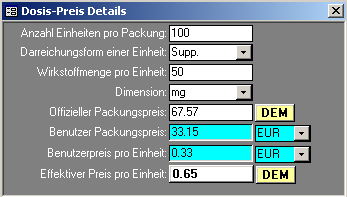 Dosis-Preis Details
Anzahl Einheiten pro Packung: 100
Darreichungsform einer Einheit: Supp.
Wirkstoffmenge pro Einheit: 50
Dimension: mg
Offizieller Packungspreis: 67.57 DEM
Benutzer Packungspreis: 33.15 EUR
Benutzerpreis pro Einheit: 0.33 EUR
Effektiver Preis pro Einheit: 0.65 DEM